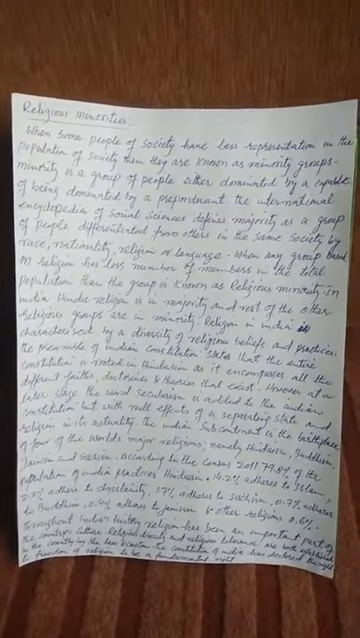 Religious minorities:
When some people of society have less representation in the
population of society then they are known as minority groups.
Minority is a group of people either dominated by a capable
of being dominated by a preponderant. the international
encyclopedia of Social Sciences defines majority as a group
of people differentiated from others in the same society by
race, nationality, religion or language. When any group based
on religion has less number of members in the total
population then the group is known as Religious minority. In
india Hindu religion is in majority and rest of the other
religious groups are in minority. Religion in india is
characterised by a diversity of religious beliefs and practices.
the preamble of indian constitution states that the entire
constitution is rooted in Hinduism as it encompasses all the
different faiths, doctrines & theories that exist. However at a
later stage the word secularism is added to the indian
constitution but with null effects of a separating state and
religion in its actuality. the indian Subcontinent is the birthplace
of four of the worlds major religions; namely Hinduism, Buddhism,
Jainism and Sikhism. According to the census 2011 79.8% of the
population of india practices Hinduism, 14.2% adheres to Islam,
2.3% adhere to christianity, 1.7% adheres to sikhism, 0.7% adheres
to Buddhism, 0.4% adheres to jainism & other religions 0.6%.
throughout India's history religion has been an important part of
the country's culture. Religious diversity and religious tolerance are both established
in the country by the law & custom. the constitution of india has declared the right
to freedom of religion to be a fundamental right